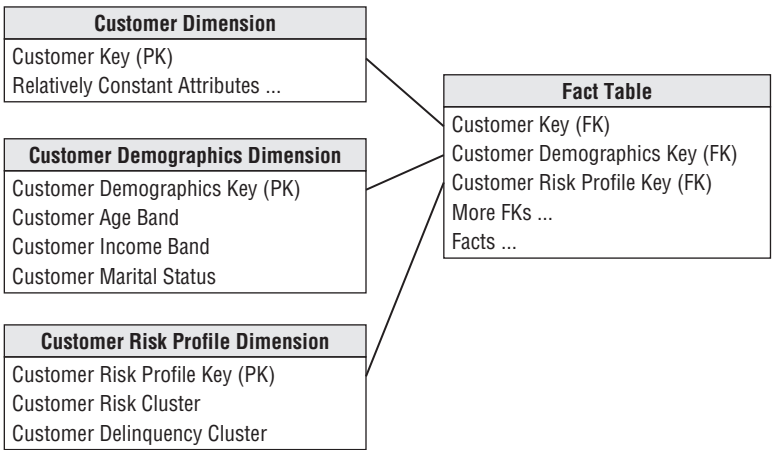 Customer Dimension
Customer Key (PK)
Relatively Constant Attributes ...
Customer Demographics Dimension
Customer Demographics Key (PK)
Customer Age Band
Customer Income Band
Customer Marital Status
Customer Risk Profile Dimension
Customer Risk Profile Key (PK)
Customer Risk Cluster
Customer Delinquency Cluster
Fact Table
Customer Key (FK)
Customer Demographics Key (FK)
Customer Risk Profile Key (FK)
More FKs ...
Facts ...